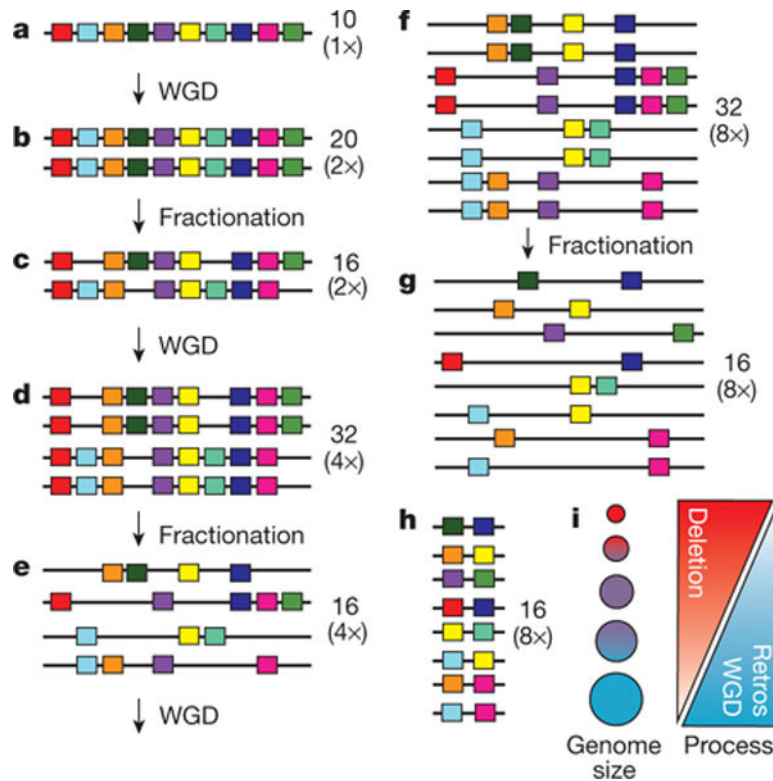 a
10
(1×)
WGD
b
20
(2×)
Fractionation
c
16
(2×)
WGD
d
32
(4×)
Fractionation
e
16
(4×)
WGD
f
32
(8×)
Fractionation
g
16
(8×)
h
16
(8×)
i
Deletion
Retros
WGD
Genome
size
Process